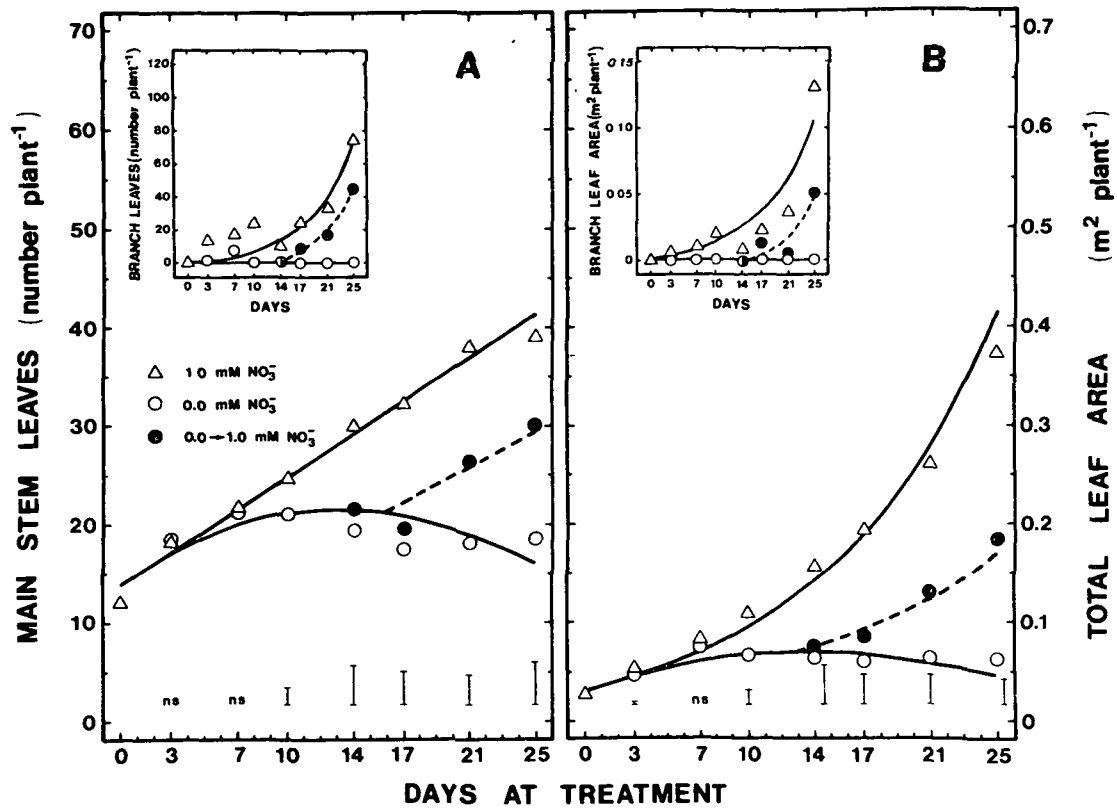 A
B
MAIN STEM LEAVES (number plant⁻¹)
70
60
50
40
30
20
10
0
BRANCH LEAVES (number plant⁻¹)
120
100
80
60
40
20
0
0 3 7 10 14 17 21 25
DAYS
△ 1.0 mM NO₃⁻
○ 0.0 mM NO₃⁻
● 0.0→1.0 mM NO₃⁻
ns ns
0 3 7 10 14 17 21 25
BRANCH LEAF AREA (m² plant⁻¹)
0.15
0.10
0.05
0
0 3 7 10 14 17 21 25
DAYS
ns
0 3 7 10 14 17 21 25
0.7
0.6
0.5
0.4
0.3
0.2
0.1
0
TOTAL LEAF AREA (m² plant⁻¹)
DAYS AT TREATMENT